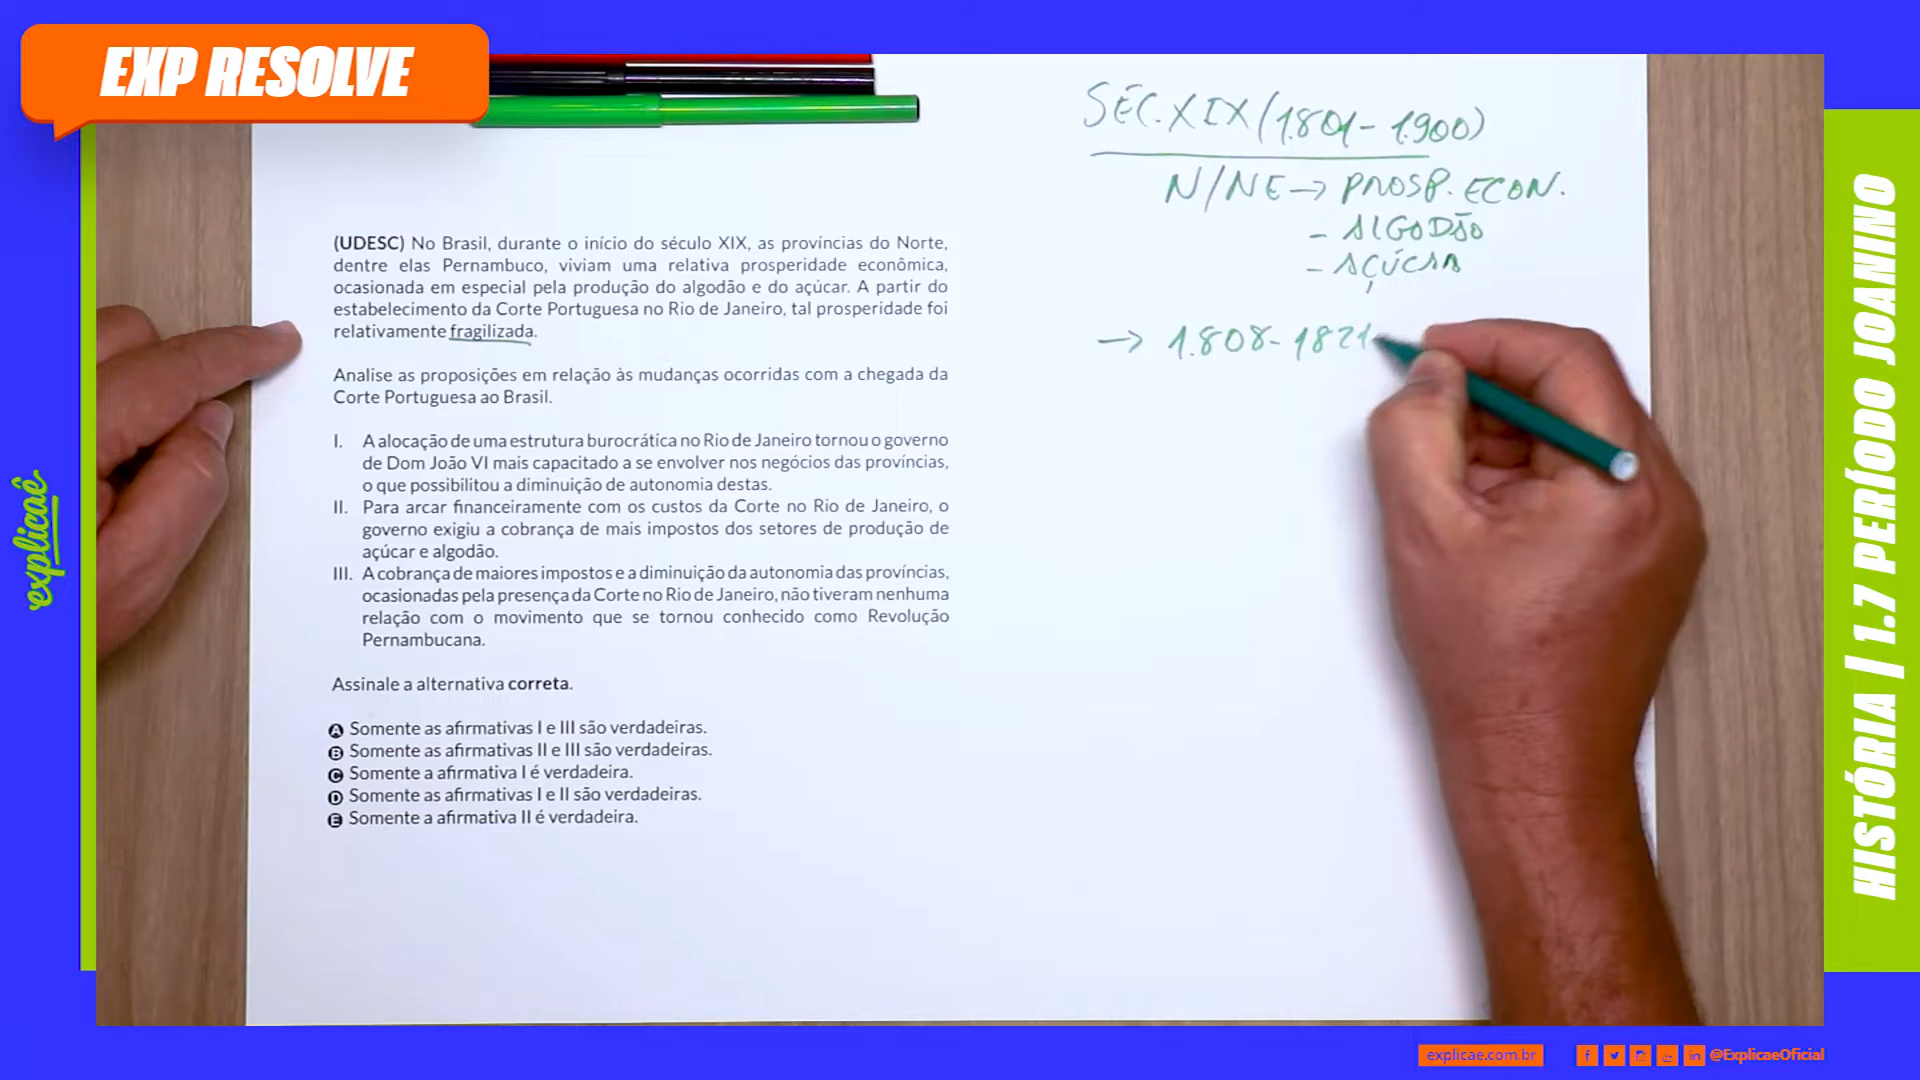 EXP RESOLVE
SÉC. XIX (1.801 - 1.900)
N/NE → PROSP. ECON.
- ALGODÃO
- AÇÚCAR
→ 1.808 - 1821
(UDESC) No Brasil, durante o início do século XIX, as províncias do Norte,
dentre elas Pernambuco, viviam uma relativa prosperidade econômica,
ocasionada em especial pela produção do algodão e do açúcar. A partir do
estabelecimento da Corte Portuguesa no Rio de Janeiro, tal prosperidade foi
relativamente fragilizada.
Analise as proposições em relação às mudanças ocorridas com a chegada da
Corte Portuguesa ao Brasil.
I. A alocação de uma estrutura burocrática no Rio de Janeiro tornou o governo
de Dom João VI mais capacitado a se envolver nos negócios das províncias,
o que possibilitou a diminuição de autonomia destas.
II. Para arcar financeiramente com os custos da Corte no Rio de Janeiro, o
governo exigiu a cobrança de mais impostos dos setores de produção de
açúcar e algodão.
III. A cobrança de maiores impostos e a diminuição da autonomia das províncias,
ocasionadas pela presença da Corte no Rio de Janeiro, não tiveram nenhuma
relação com o movimento que se tornou conhecido como Revolução
Pernambucana.
Assinale a alternativa correta.
A Somente as afirmativas I e III são verdadeiras.
B Somente as afirmativas II e III são verdadeiras.
C Somente a afirmativa I é verdadeira.
D Somente as afirmativas I e II são verdadeiras.
E Somente a afirmativa II é verdadeira.
explicaê
HISTÓRIA | 1.7 PERÍODO JOANINO
explicae.com.br
@ExplicaeOficial